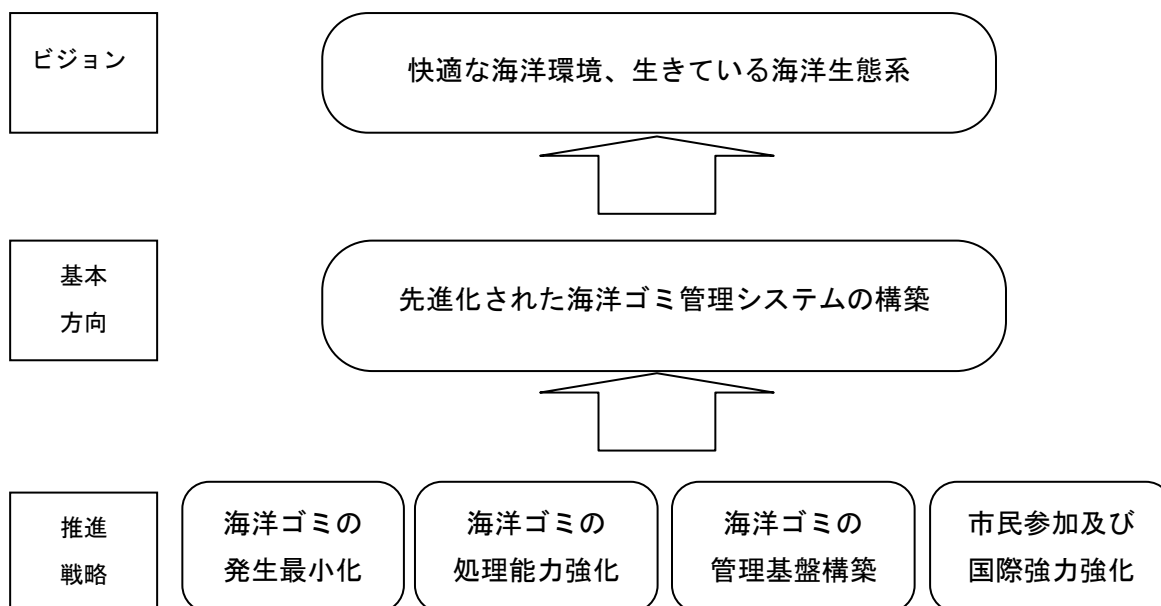 ビジョン
快適な海洋環境、生きている海洋生態系
基本
方向
先進化された海洋ゴミ管理システムの構築
推進
戦略
海洋ゴミの
発生最小化
海洋ゴミの
処理能力強化
海洋ゴミの
管理基盤構築
市民参加及び
国際強力強化